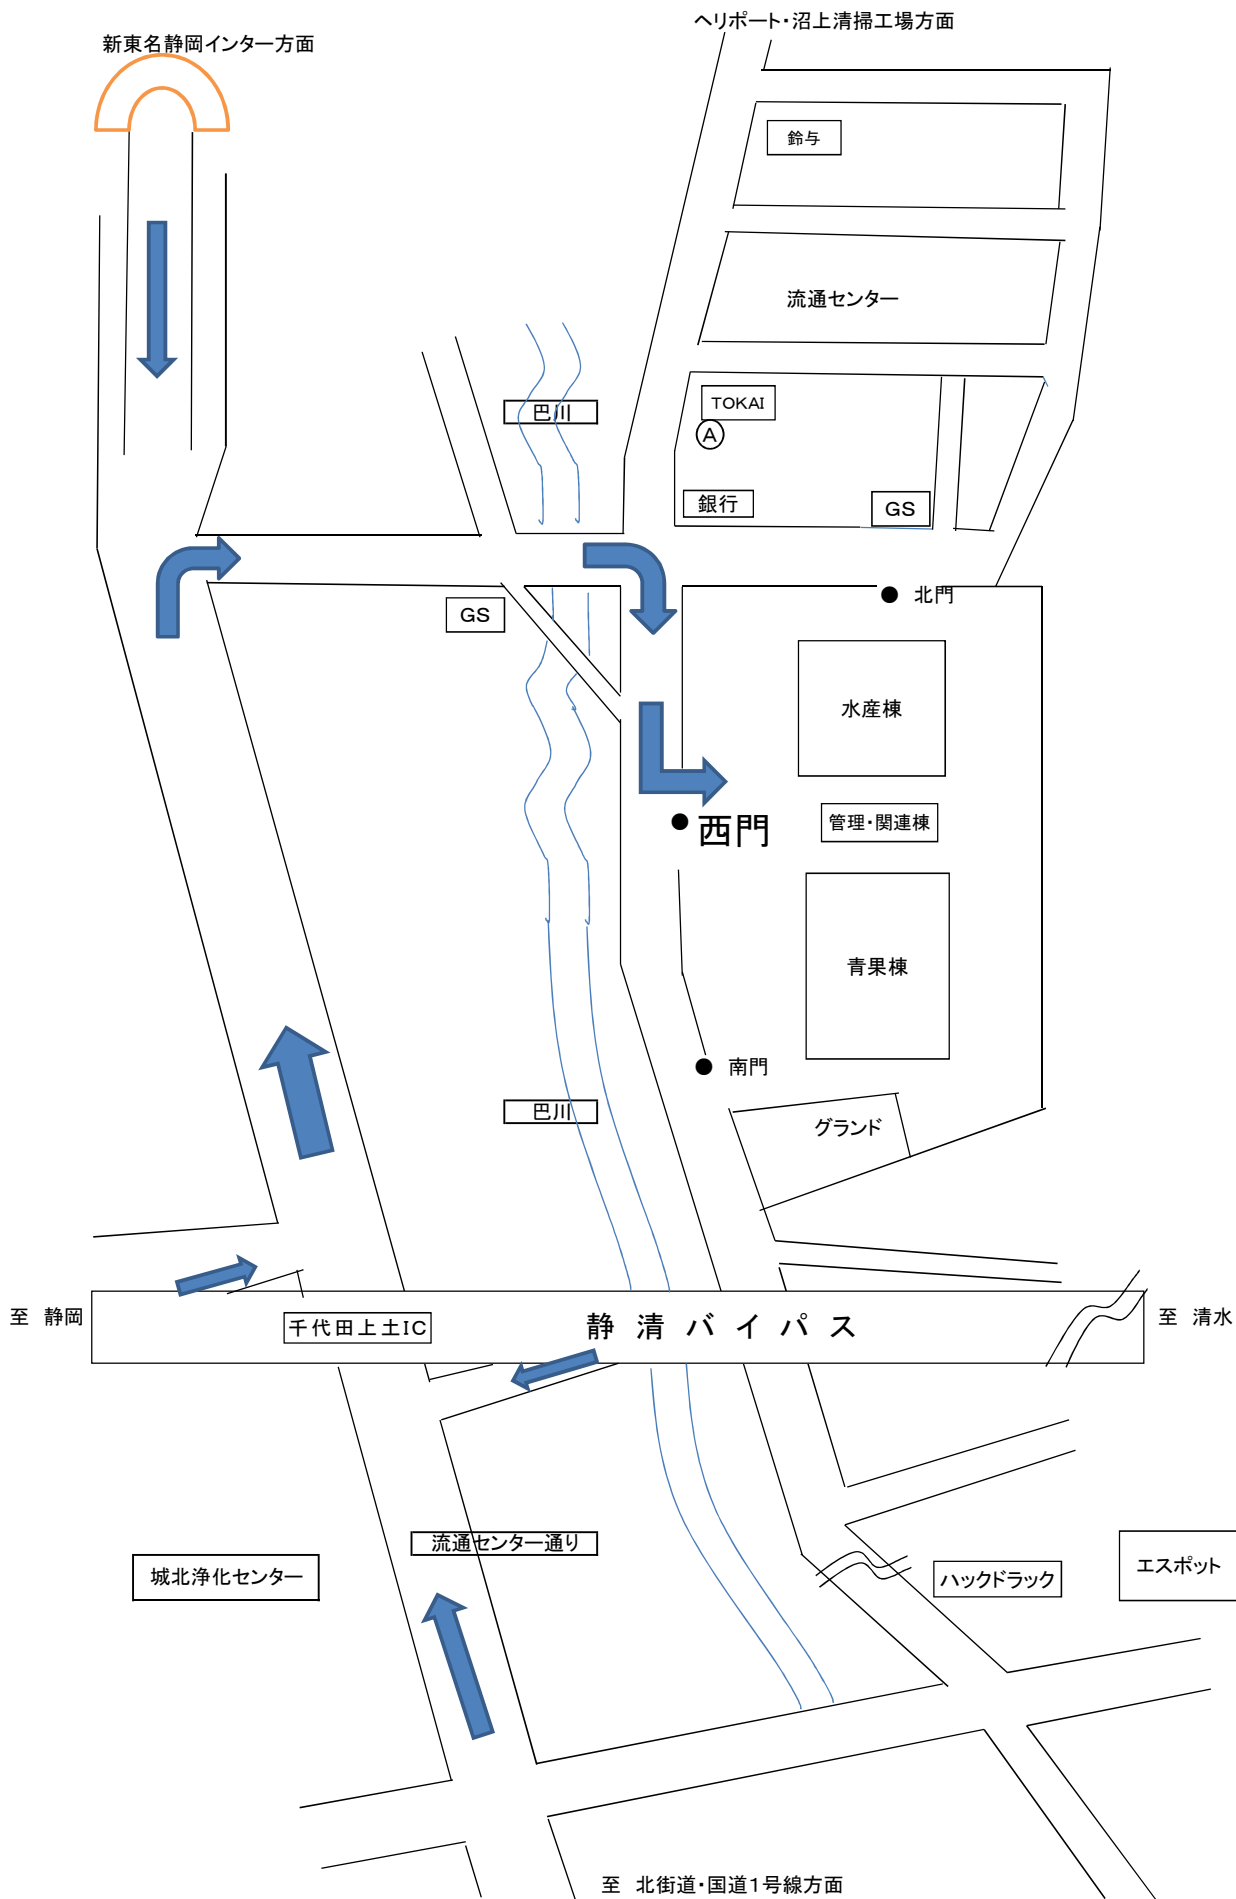 ヘリポート・沼上清掃工場方面
新東名静岡インター方面
鈴与
流通センター
TOKAI
A
巴川
銀行
GS
北門
GS
水産棟
管理・関連棟
西門
青果棟
南門
巴川
グランド
至 静岡
千代田上土IC
静清バイパス
至 清水
流通センター通り
城北浄化センター
ハックドラック
エスポット
至 北街道・国道1号線方面